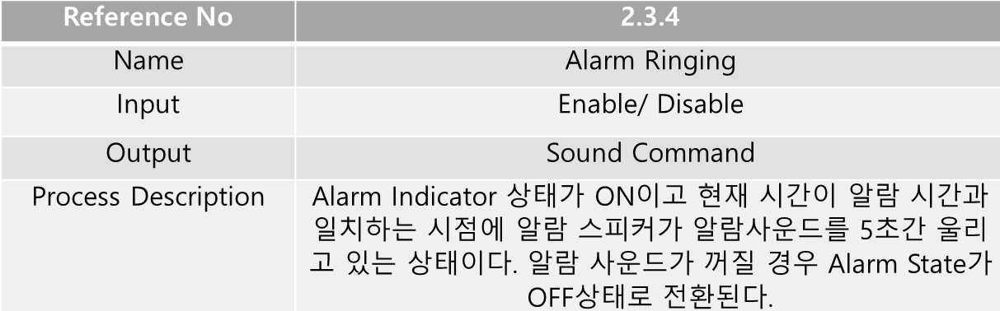 Reference No 2.3.4
Name Alarm Ringing
Input Enable/ Disable
Output Sound Command
Process Description Alarm Indicator 상태가 ON이고 현재 시간이 알람 시간과
일치하는 시점에 알람 스피커가 알람사운드를 5초간 울리
고 있는 상태이다. 알람 사운드가 꺼질 경우 Alarm State가
OFF상태로 전환된다.